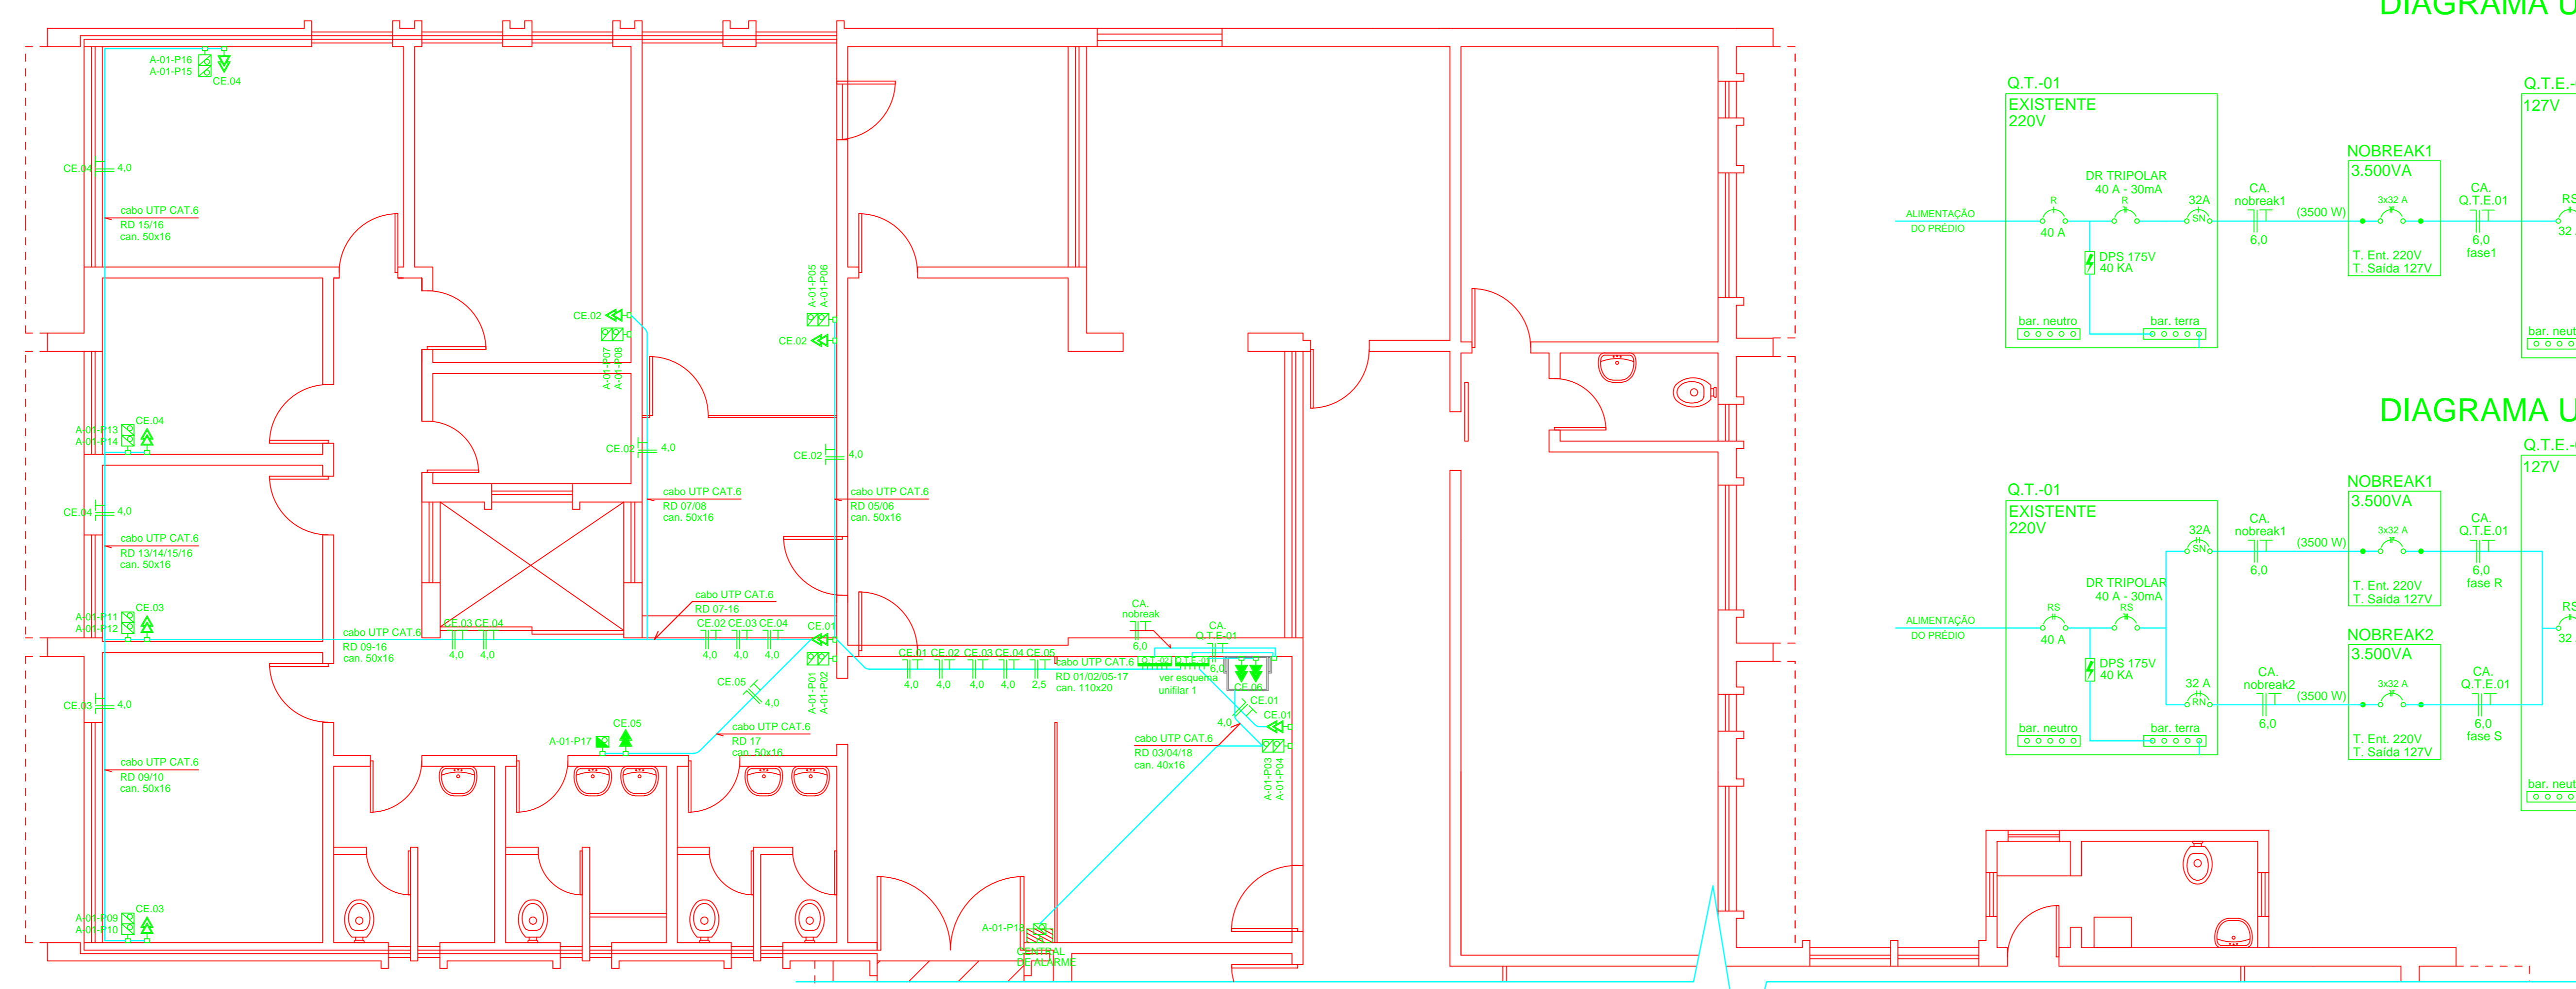 DIAGRAMA U
A-01-P16
A-01-P15
CE.04
CE.04
4,0
cabo UTP CAT.6
RD 15/16
can. 50x16
A-01-P05
A-01-P06
CE.02
CE.02
A-01-P07
A-01-P08
A-01-P13
A-01-P14
CE.04
CE.02
4,0
CE.02
4,0
cabo UTP CAT.6
RD 07/08
can. 50x16
cabo UTP CAT.6
RD 05/06
can. 50x16
CE.04
4,0
cabo UTP CAT.6
RD 13/14/15/16
can. 50x16
A-01-P11
A-01-P12
CE.03
cabo UTP CAT.6
RD 09-16
can. 50x16
CE.03
CE.04
4,0
4,0
cabo UTP CAT.6
RD 07-16
CE.02
CE.03
CE.04
4,0
4,0
4,0
CE.01
A-01-P01
A-01-P02
CE.01
CE.02
CE.03
CE.04
CE.05
4,0
4,0
4,0
4,0
2,5
cabo UTP CAT.6
RD 01/02/05-17
can. 110x20
CA.
nobreak
6,0
CA.
Q.T.E-01
6,0
ver esquema
unifilar 1
CE.06
CE.01
4,0
CE.01
A-01-P03
A-01-P04
cabo UTP CAT.6
RD 03/04/18
can. 40x16
CE.05
4,0
CE.05
A-01-P17
cabo UTP CAT.6
RD 17
can. 50x16
CE.03
4,0
cabo UTP CAT.6
RD 09/10
can. 50x16
A-01-P09
A-01-P10
CE.03
CENTRAL
DE ALARME
Q.T.-01
EXISTENTE
220V
ALIMENTAÇÃO
DO PRÉDIO
R
40 A
DR TRIPOLAR
40 A - 30mA
R
32A
SN
DPS 175V
40 KA
bar. neutro
bar. terra
CA.
nobreak1
6,0
(3500 W)
NOBREAK1
3.500VA
3x32 A
T. Ent. 220V
T. Saída 127V
CA.
Q.T.E.01
6,0
fase1
Q.T.E.-
127V
RS
32
bar. neut
DIAGRAMA U
Q.T.-01
EXISTENTE
220V
ALIMENTAÇÃO
DO PRÉDIO
RS
40 A
DR TRIPOLAR
40 A - 30mA
RS
32A
SN
32 A
RN
DPS 175V
40 KA
bar. neutro
bar. terra
CA.
nobreak1
6,0
(3500 W)
NOBREAK1
3.500VA
3x32 A
T. Ent. 220V
T. Saída 127V
CA.
Q.T.E.01
6,0
fase R
CA.
nobreak2
6,0
(3500 W)
NOBREAK2
3.500VA
3x32 A
T. Ent. 220V
T. Saída 127V
CA.
Q.T.E.01
6,0
fase S
Q.T.E.-
127V
RS
32
bar. neut